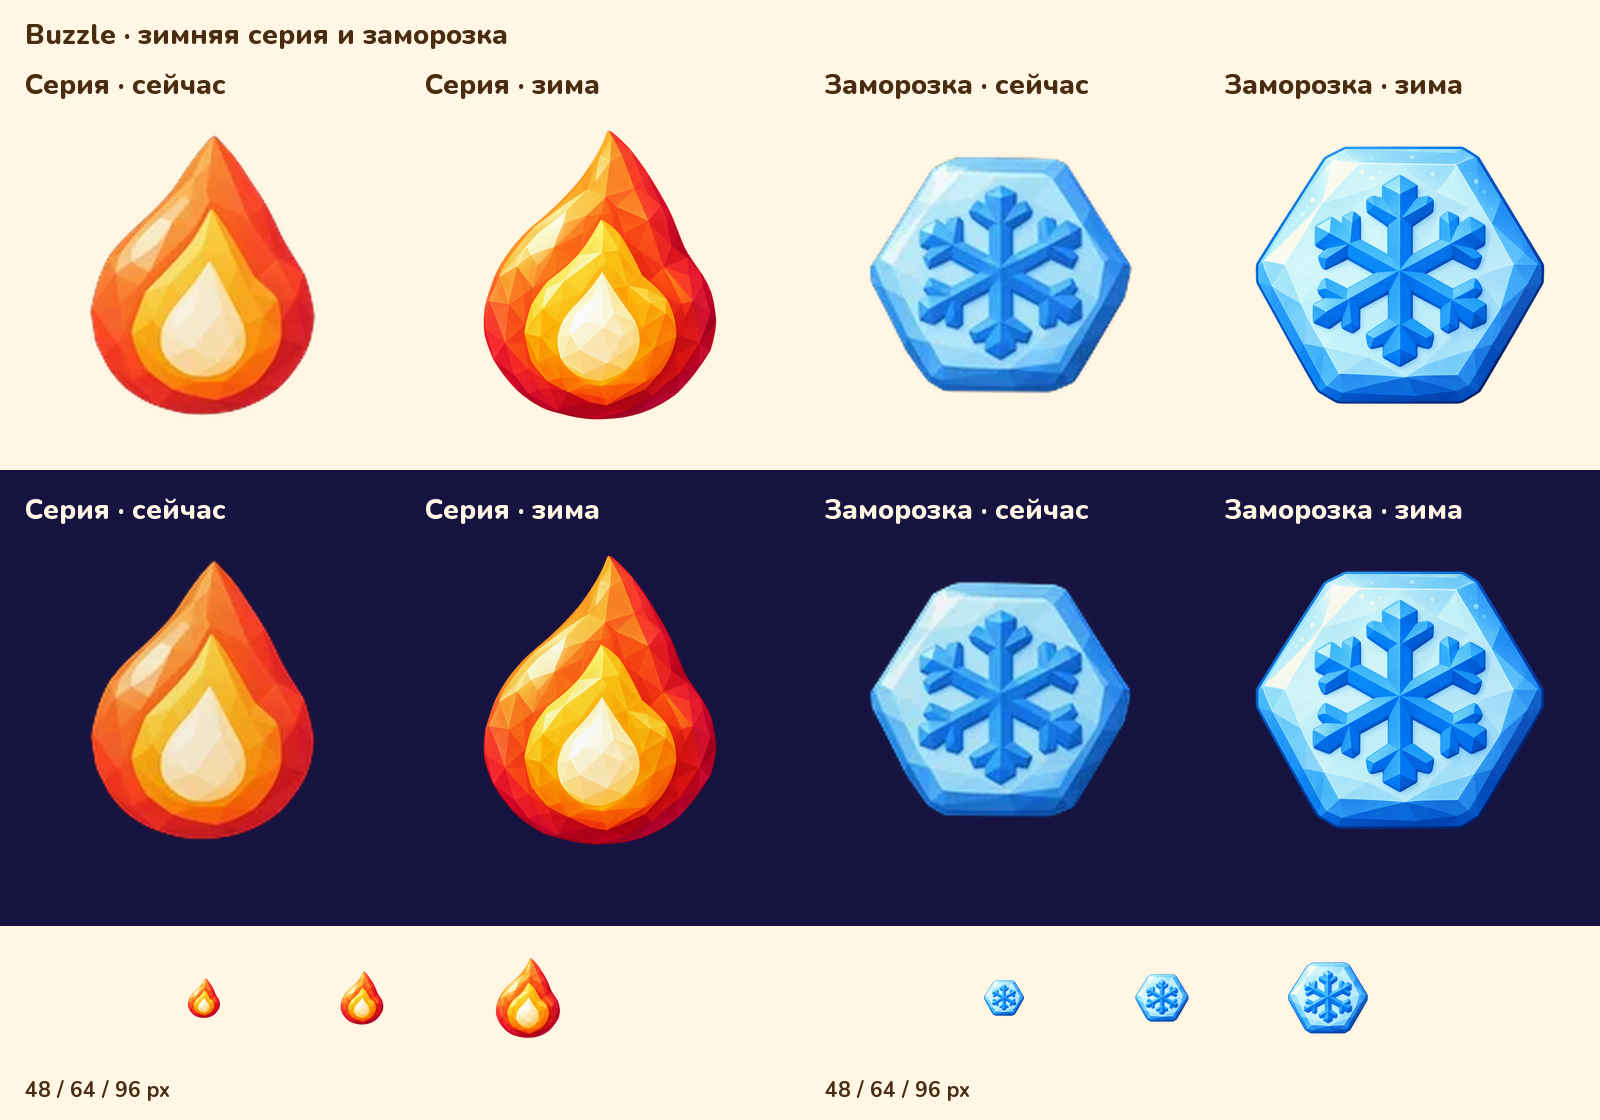 Buzzle · зимняя серия и заморозка
Серия · сейчас
Серия · зима
Заморозка · сейчас
Заморозка · зима
Серия · сейчас
Серия · зима
Заморозка · сейчас
Заморозка · зима
48 / 64 / 96 px
48 / 64 / 96 px